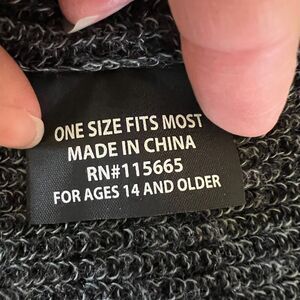 ONE SIZE FITS MOST
MADE IN CHINA
RN#115665
FOR AGES 14 AND OLDER